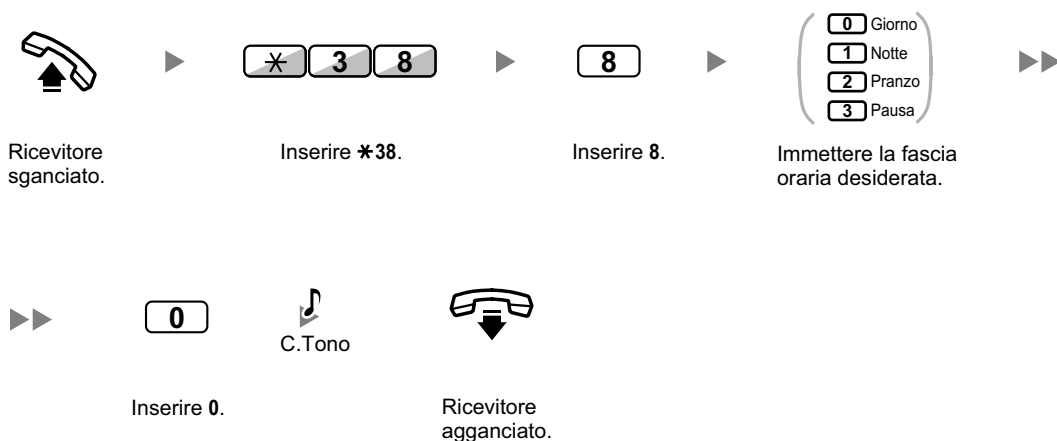 0 Giorno
1 Notte
2 Pranzo
3 Pausa
* 3 8
8
Ricevitore
sganciato.
Inserire *38.
Inserire 8.
Immettere la fascia
oraria desiderata.
0
C.Tono
Inserire 0.
Ricevitore
agganciato.